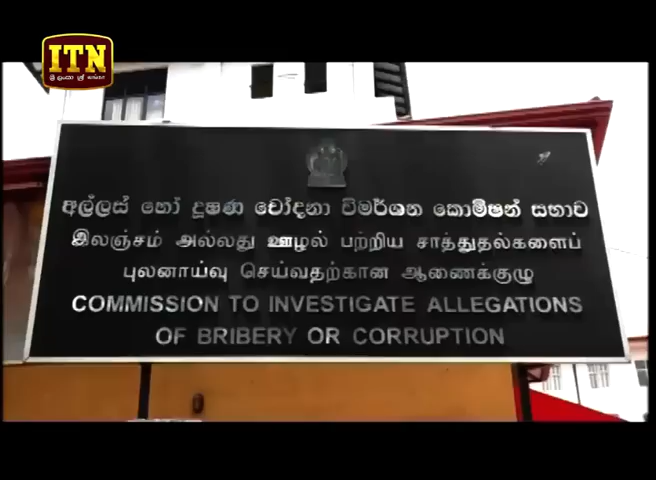 ITN
ශ්‍රී ලංකා ஸ்ரீ லங்கா
අල්ලස් හෝ දූෂණ චෝදනා විමර්ශන කොමිෂන් සභාව
இலஞ்சம் அல்லது ஊழல் பற்றிய சாத்துதல்களைப்
புலனாய்வு செய்வதற்கான ஆணைக்குழு
COMMISSION TO INVESTIGATE ALLEGATIONS
OF BRIBERY OR CORRUPTION